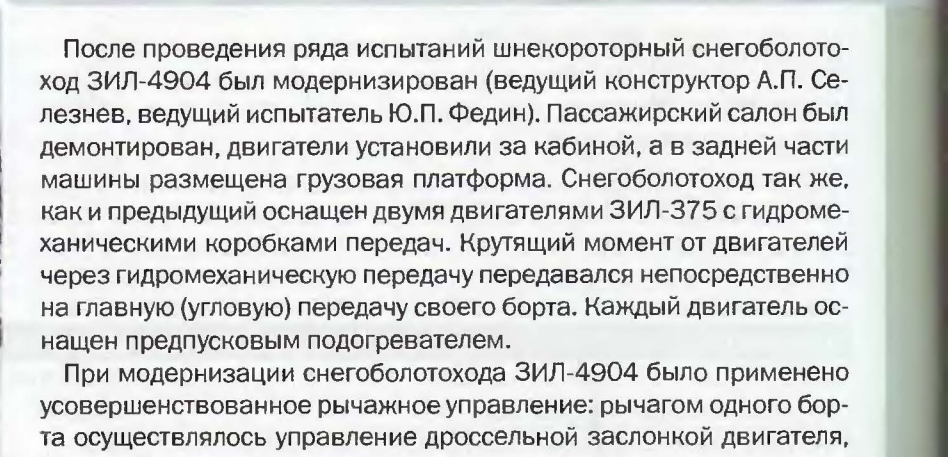 После проведения ряда испытаний шнекороторный снегоболото-
ход ЗИЛ-4904 был модернизирован (ведущий конструктор А.П. Се-
лезнев, ведущий испытатель Ю.П. Федин). Пассажирский салон был
демонтирован, двигатели установили за кабиной, а в задней части
машины размещена грузовая платформа. Снегоболотоход так же,
как и предыдущий оснащен двумя двигателями ЗИЛ-375 с гидроме-
ханическими коробками передач. Крутящий момент от двигателей
через гидромеханическую передачу передавался непосредственно
на главную (угловую) передачу своего борта. Каждый двигатель ос-
нащен предпусковым подогревателем.
При модернизации снегоболотохода ЗИЛ-4904 было применено
усовершенствованное рычажное управление: рычагом одного бор-
та осуществлялось управление дроссельной заслонкой двигателя,